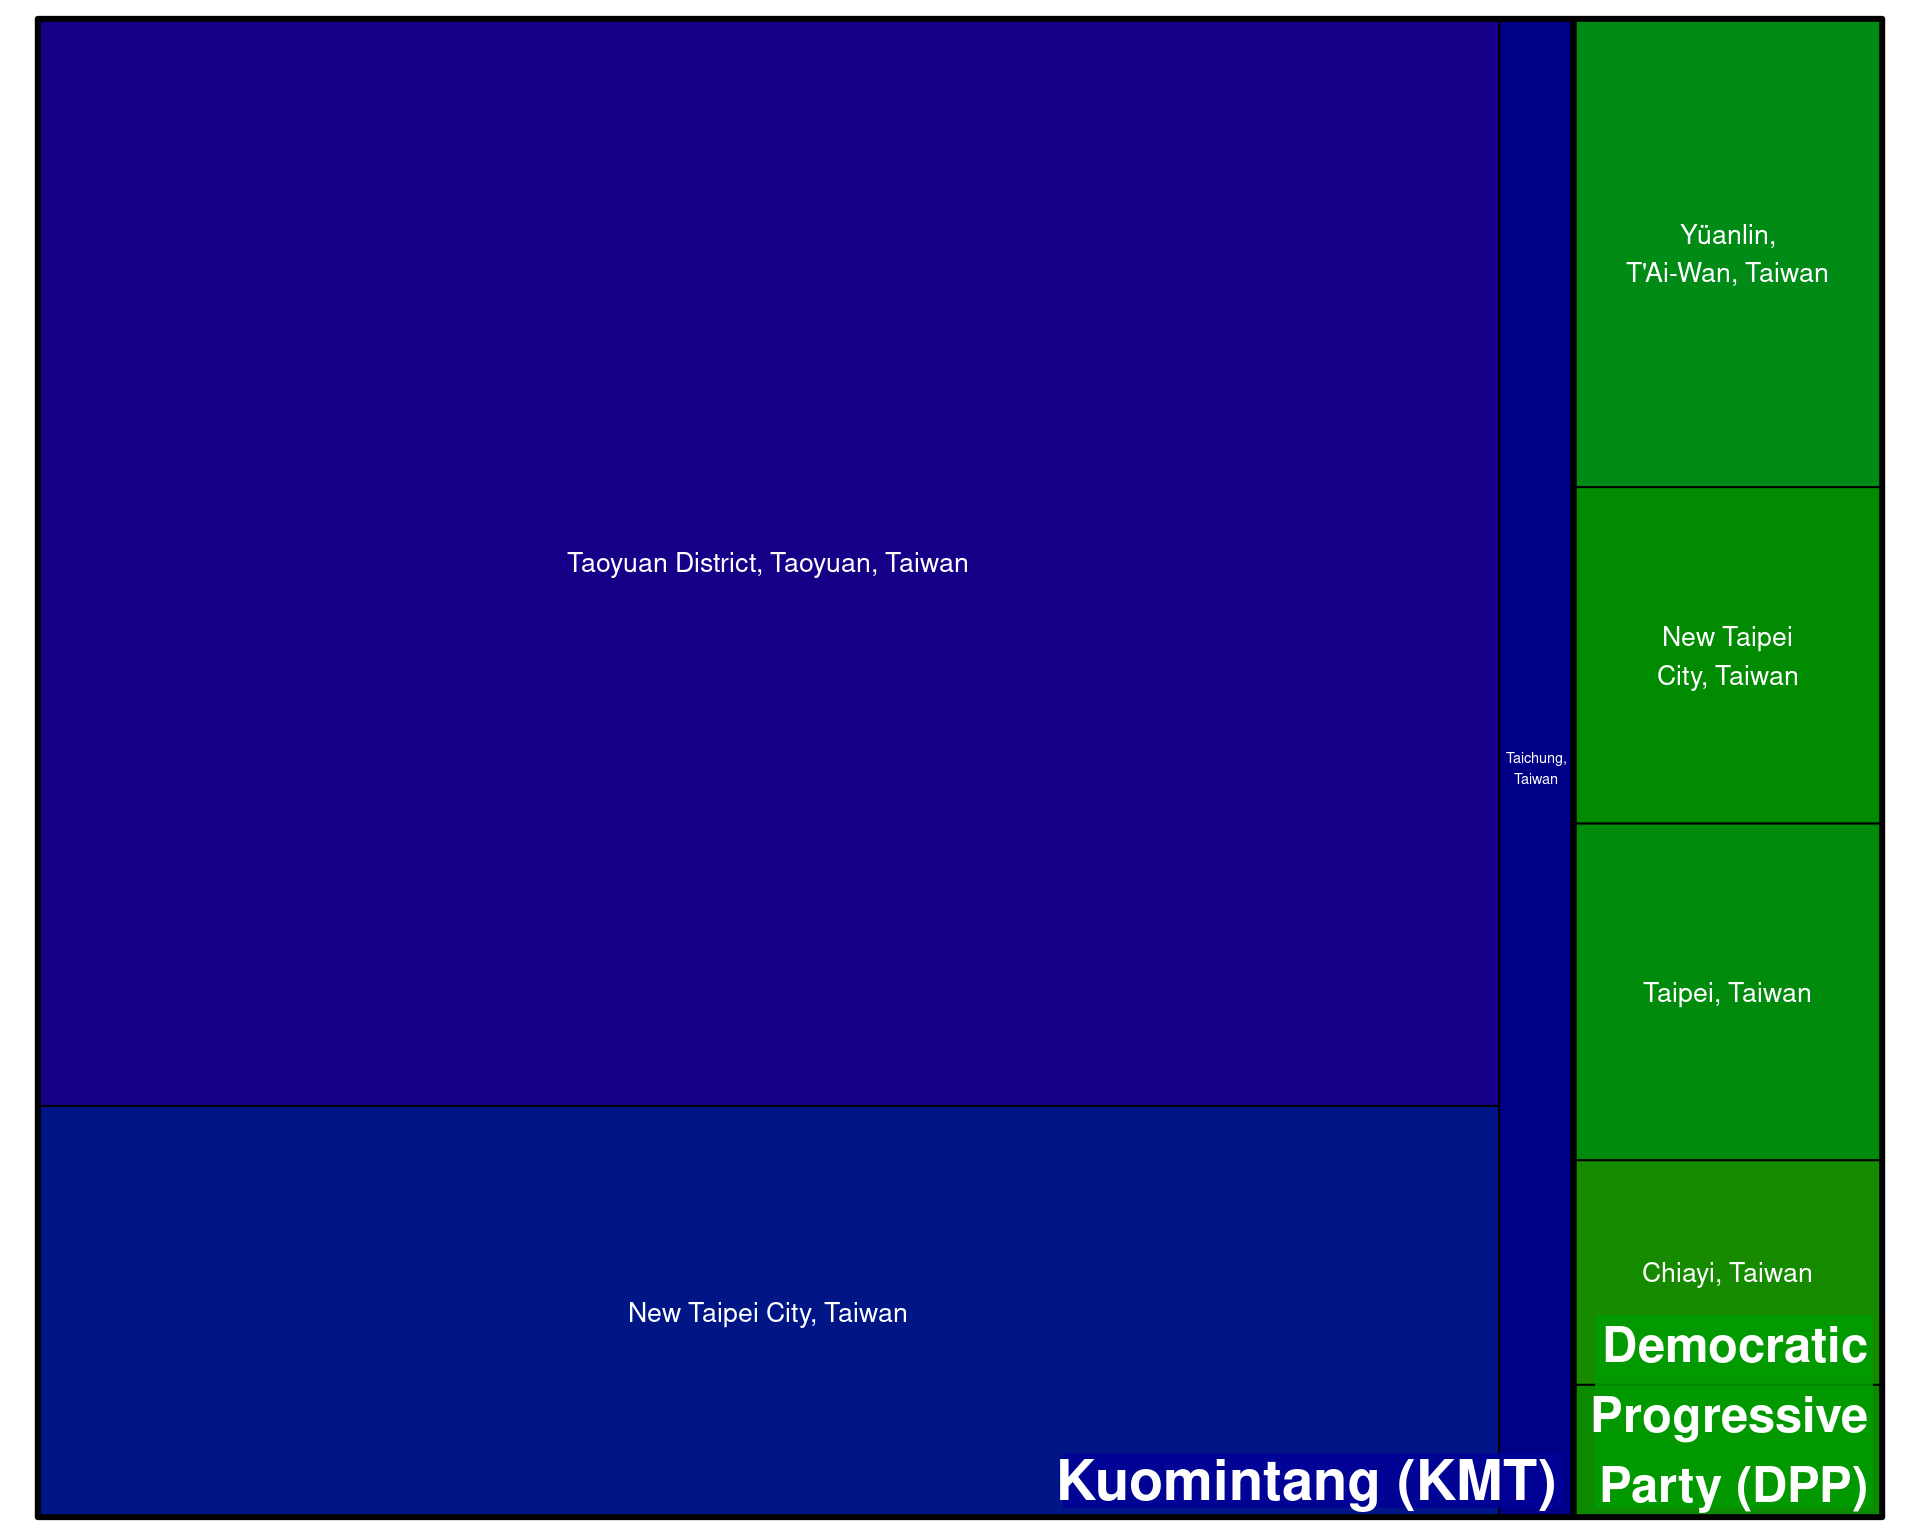 Taoyuan District, Taoyuan, Taiwan
New Taipei City, Taiwan
Kuomintang (KMT)
Taichung,
Taiwan
Yüanlin,
T'Ai-Wan, Taiwan
New Taipei
City, Taiwan
Taipei, Taiwan
Chiayi, Taiwan
Democratic
Progressive
Party (DPP)